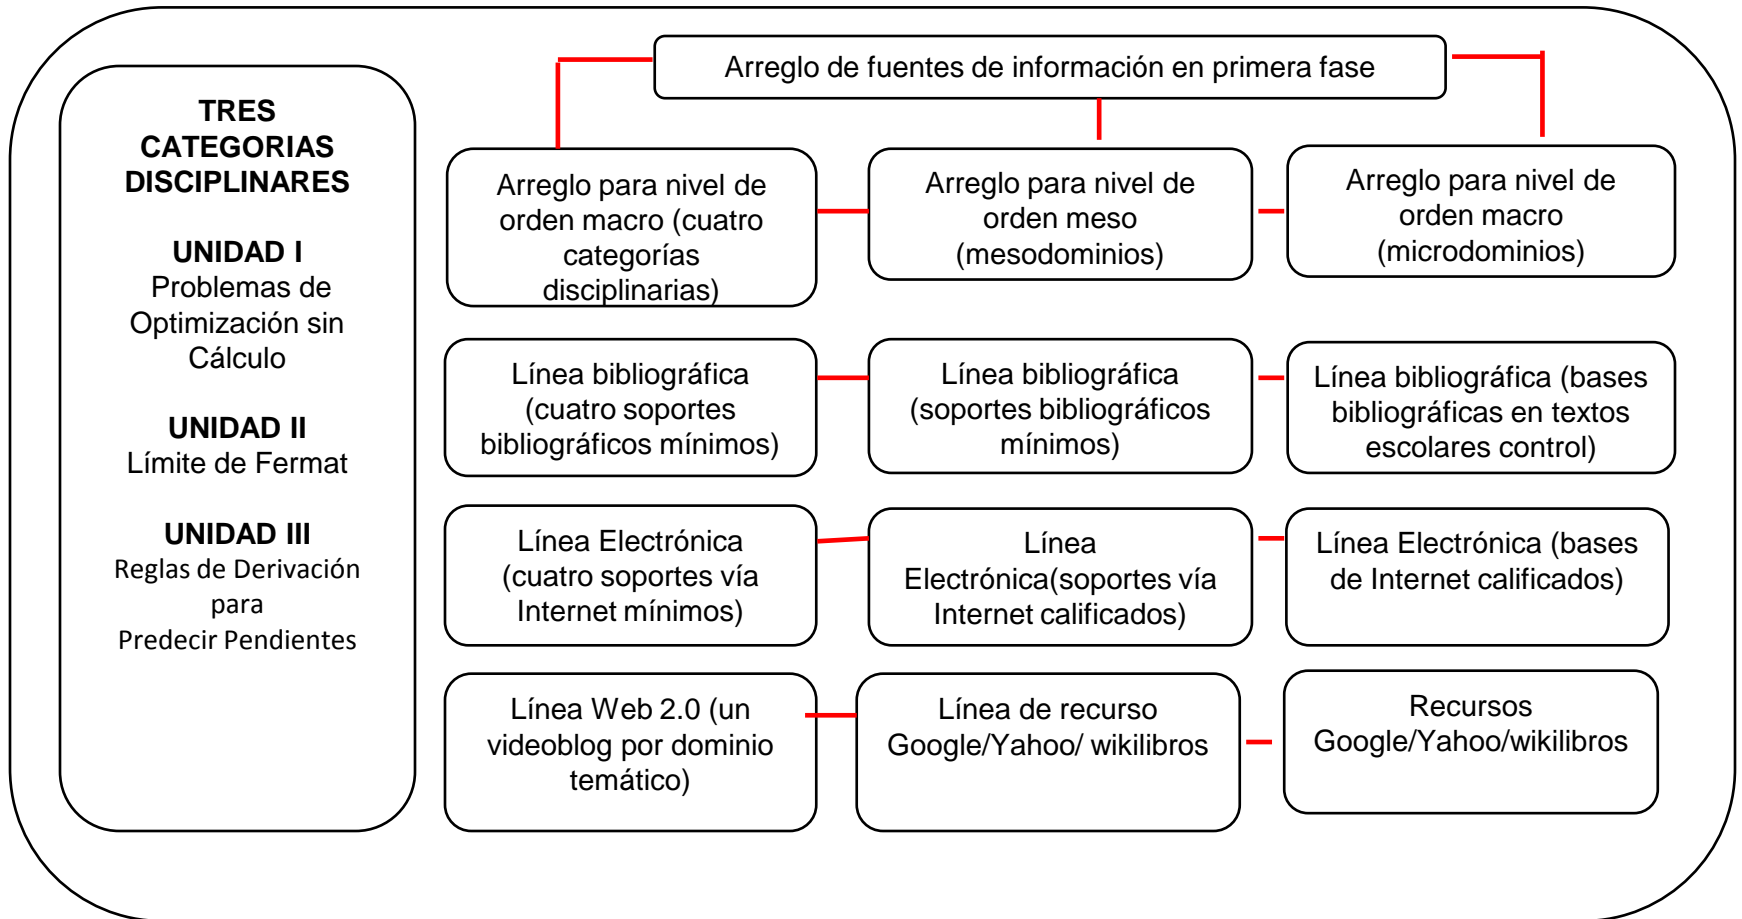 TRES
CATEGORIAS
DISCIPLINARES
UNIDAD I
Problemas de
Optimización sin
Cálculo
UNIDAD II
Límite de Fermat
UNIDAD III
Reglas de Derivación
para
Predecir Pendientes
Arreglo de fuentes de información en primera fase
Arreglo para nivel de
orden macro (cuatro
categorías
disciplinarias)
Arreglo para nivel de
orden meso
(mesodominios)
Arreglo para nivel de
orden macro
(microdominios)
Línea bibliográfica
(cuatro soportes
bibliográficos mínimos)
Línea bibliográfica
(soportes bibliográficos
mínimos)
Línea bibliográfica (bases
bibliográficas en textos
escolares control)
Línea Electrónica
(cuatro soportes vía
Internet mínimos)
Línea
Electrónica(soportes vía
Internet calificados)
Línea Electrónica (bases
de Internet calificados)
Línea Web 2.0 (un
videoblog por dominio
temático)
Línea de recurso
Google/Yahoo/ wikilibros
Recursos
Google/Yahoo/wikilibros